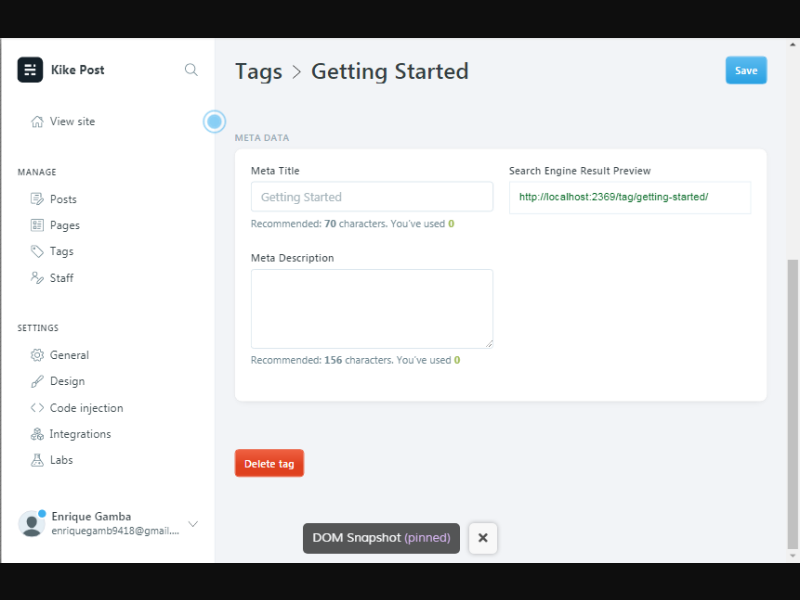 Kike Post
View site
MANAGE
Posts
Pages
Tags
Staff
SETTINGS
General
Design
Code injection
Integrations
Labs
Enrique Gamba
enriquegamb9418@gmail....
Tags > Getting Started
Save
META DATA
Meta Title
Getting Started
Recommended: 70 characters. You've used 0
Search Engine Result Preview
http://localhost:2369/tag/getting-started/
Meta Description
Recommended: 156 characters. You've used 0
Delete tag
DOM Snapshot (pinned)